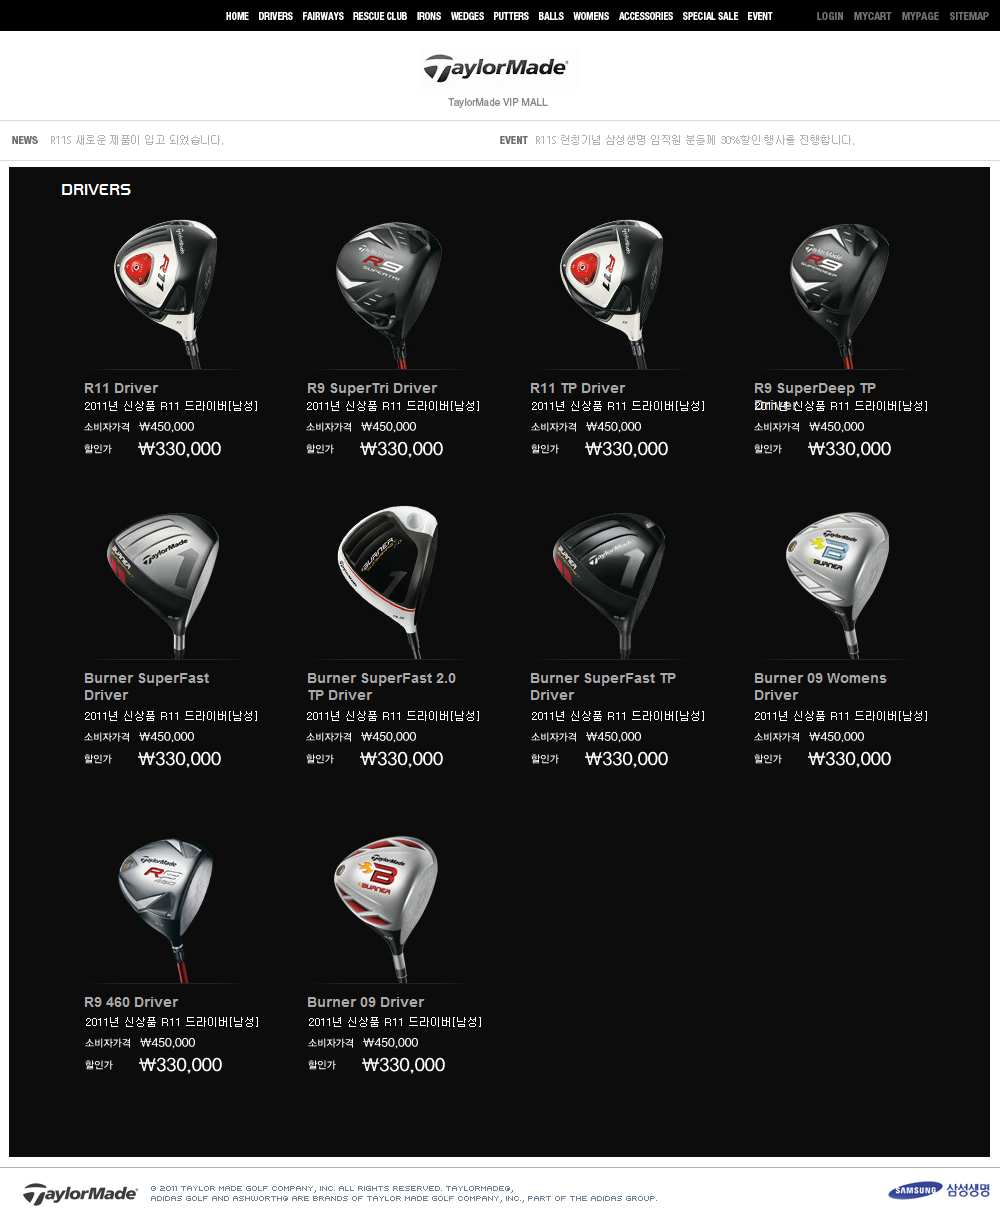 HOME DRIVERS FAIRWAYS RESCUE CLUB IRONS WEDGES PUTTERS BALLS WOMENS ACCESSORIES SPECIAL SALE EVENT LOGIN MYCART MYPAGE SITEMAP
TaylorMade
TaylorMade VIP MALL
NEWS R11S 새로운 제품이 입고 되었습니다.
EVENT R11S 런칭기념 삼성생명 임직원 분들께 30%할인 행사를 진행합니다.
DRIVERS
R11 Driver
2011년 신상품 R11 드라이버[남성]
소비자가격 ₩450,000
할인가 ₩330,000
R9 SuperTri Driver
2011년 신상품 R11 드라이버[남성]
소비자가격 ₩450,000
할인가 ₩330,000
R11 TP Driver
2011년 신상품 R11 드라이버[남성]
소비자가격 ₩450,000
할인가 ₩330,000
R9 SuperDeep TP
Driver
2011년 신상품 R11 드라이버[남성]
소비자가격 ₩450,000
할인가 ₩330,000
Burner SuperFast
Driver
2011년 신상품 R11 드라이버[남성]
소비자가격 ₩450,000
할인가 ₩330,000
Burner SuperFast 2.0
TP Driver
2011년 신상품 R11 드라이버[남성]
소비자가격 ₩450,000
할인가 ₩330,000
Burner SuperFast TP
Driver
2011년 신상품 R11 드라이버[남성]
소비자가격 ₩450,000
할인가 ₩330,000
Burner 09 Womens
Driver
2011년 신상품 R11 드라이버[남성]
소비자가격 ₩450,000
할인가 ₩330,000
R9 460 Driver
2011년 신상품 R11 드라이버[남성]
소비자가격 ₩450,000
할인가 ₩330,000
Burner 09 Driver
2011년 신상품 R11 드라이버[남성]
소비자가격 ₩450,000
할인가 ₩330,000
TaylorMade
© 2011 TAYLOR MADE GOLF COMPANY, INC. ALL RIGHTS RESERVED. TAYLORMADE®,
ADIDAS GOLF AND ASHWORTH® ARE BRANDS OF TAYLOR MADE GOLF COMPANY, INC., PART OF THE ADIDAS GROUP.
SAMSUNG 삼성생명